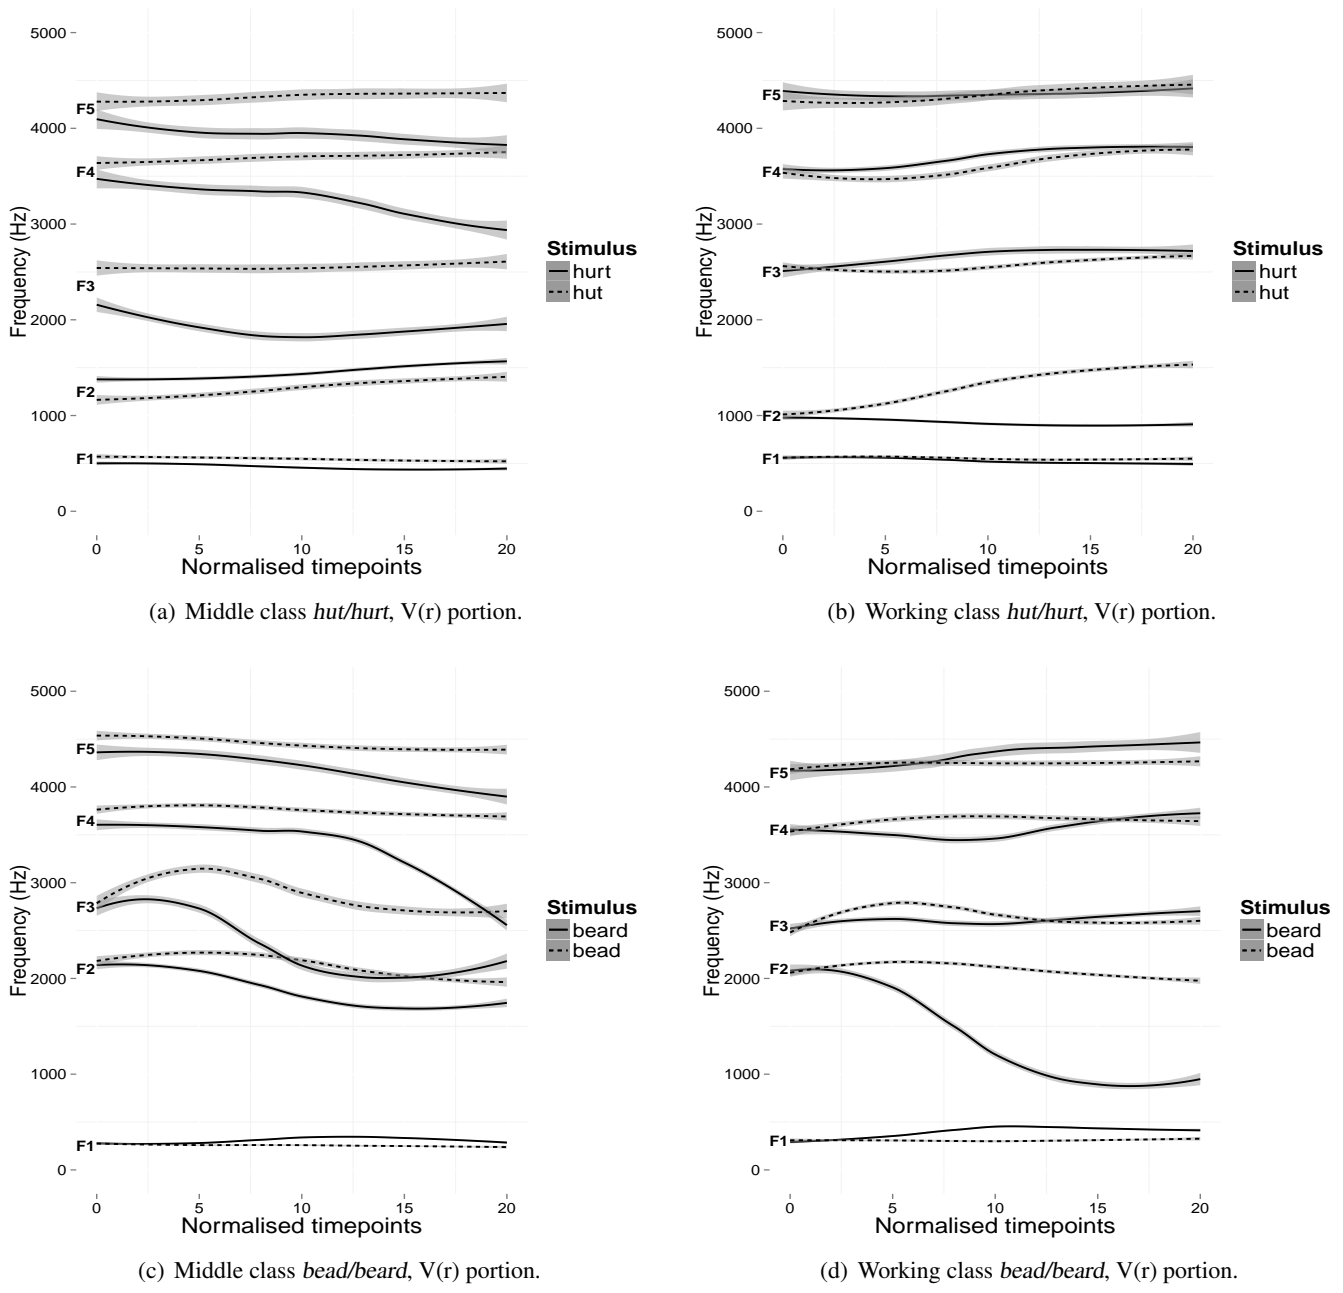 5000
4000
3000
2000
1000
0
Frequency (Hz)
F5
F4
F3
F2
F1
0 5 10 15 20
Normalised timepoints
Stimulus
hurt
hut
(a) Middle class hut/hurt, V(r) portion.
5000
4000
3000
2000
1000
0
Frequency (Hz)
F5
F4
F3
F2
F1
0 5 10 15 20
Normalised timepoints
Stimulus
hurt
hut
(b) Working class hut/hurt, V(r) portion.
5000
4000
3000
2000
1000
0
Frequency (Hz)
F5
F4
F3
F2
F1
0 5 10 15 20
Normalised timepoints
Stimulus
beard
bead
(c) Middle class bead/beard, V(r) portion.
5000
4000
3000
2000
1000
0
Frequency (Hz)
F5
F4
F3
F2
F1
0 5 10 15 20
Normalised timepoints
Stimulus
beard
bead
(d) Working class bead/beard, V(r) portion.